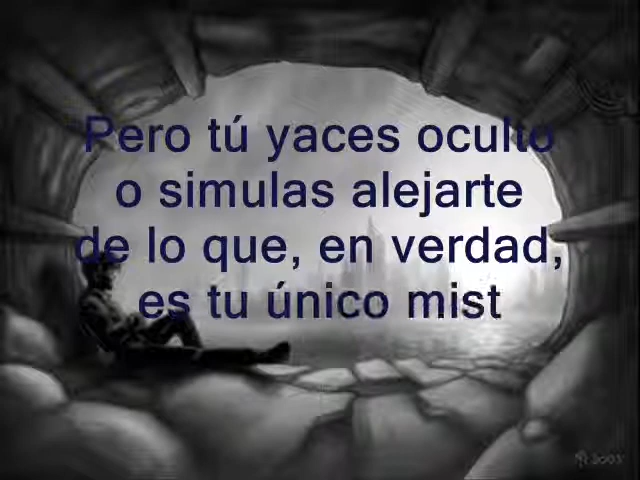 Pero tú yaces oculto
o simulas alejarte
de lo que, en verdad,
es tu único mist